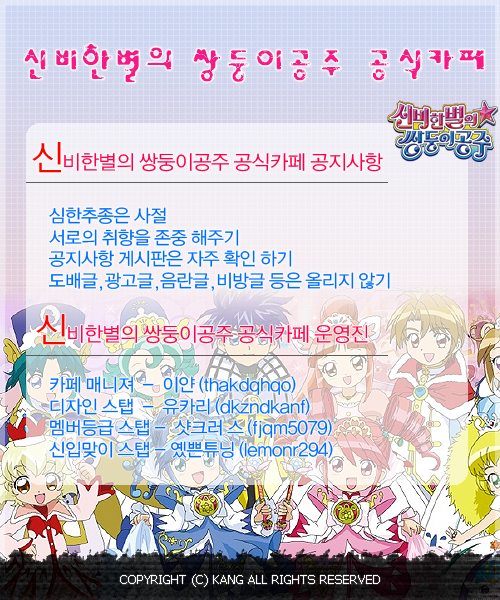 신비한별의 쌍둥이공주 공식카페
신비한별의
쌍둥이공주
신비한별의 쌍둥이공주 공식카페 공지사항
심한추종은 사절
서로의 취향을 존중 해주기
공지사항 게시판은 자주 확인 하기
도배글, 광고글, 음란글, 비방글 등은 올리지 않기
신비한별의 쌍둥이공주 공식카페 운영진
카페 매니져 – 이얀 (thakdqhqo)
디자인 스탭 – 유카리 (dkzndkanf)
멤버등급 스탭 – 샷크러스 (fjqm5079)
신입맞이 스탭 – 옜쁜튜닝 (lemonr294)
COPYRIGHT (C) KANG ALL RIGHTS RESERVED